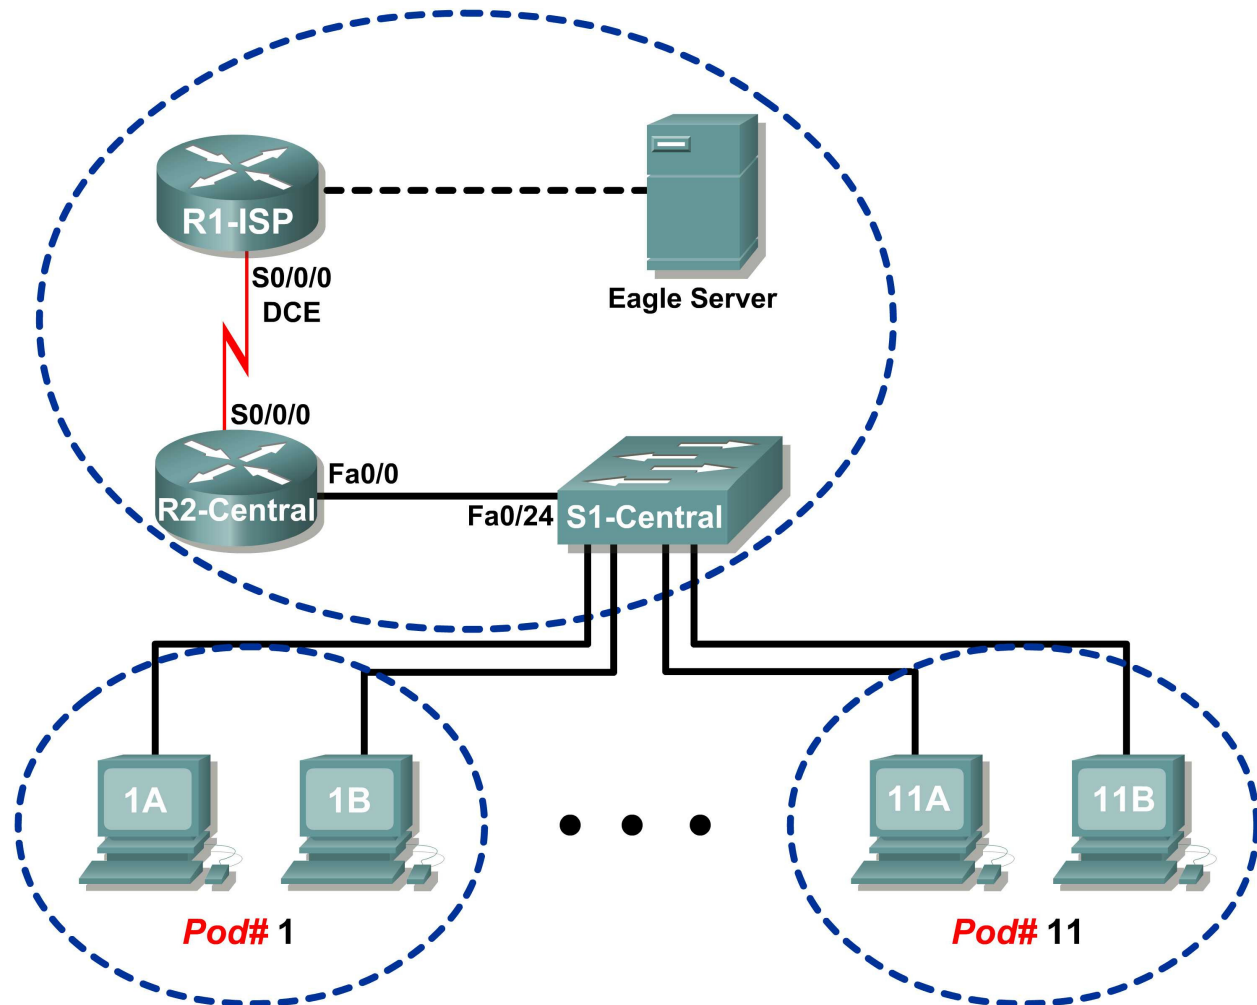 R1-ISP
S0/0/0
DCE
Eagle Server
S0/0/0
R2-Central
Fa0/0
Fa0/24
S1-Central
1A
1B
11A
11B
Pod# 1
Pod# 11